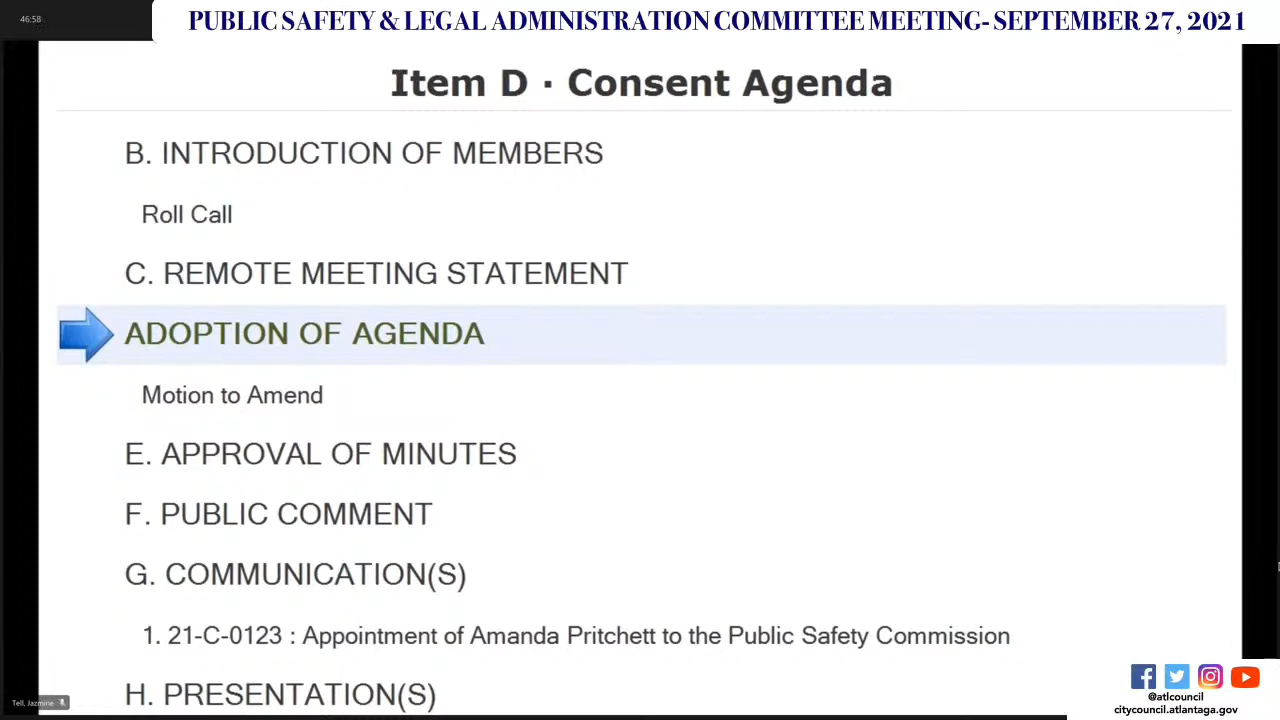 46:58
PUBLIC SAFETY & LEGAL ADMINISTRATION COMMITTEE MEETING- SEPTEMBER 27, 2021
Item D · Consent Agenda
B. INTRODUCTION OF MEMBERS
Roll Call
C. REMOTE MEETING STATEMENT
ADOPTION OF AGENDA
Motion to Amend
E. APPROVAL OF MINUTES
F. PUBLIC COMMENT
G. COMMUNICATION(S)
1. 21-C-0123 : Appointment of Amanda Pritchett to the Public Safety Commission
H. PRESENTATION(S)
Tell, Jazmine
@atlcouncil
citycouncil.atlantaga.gov